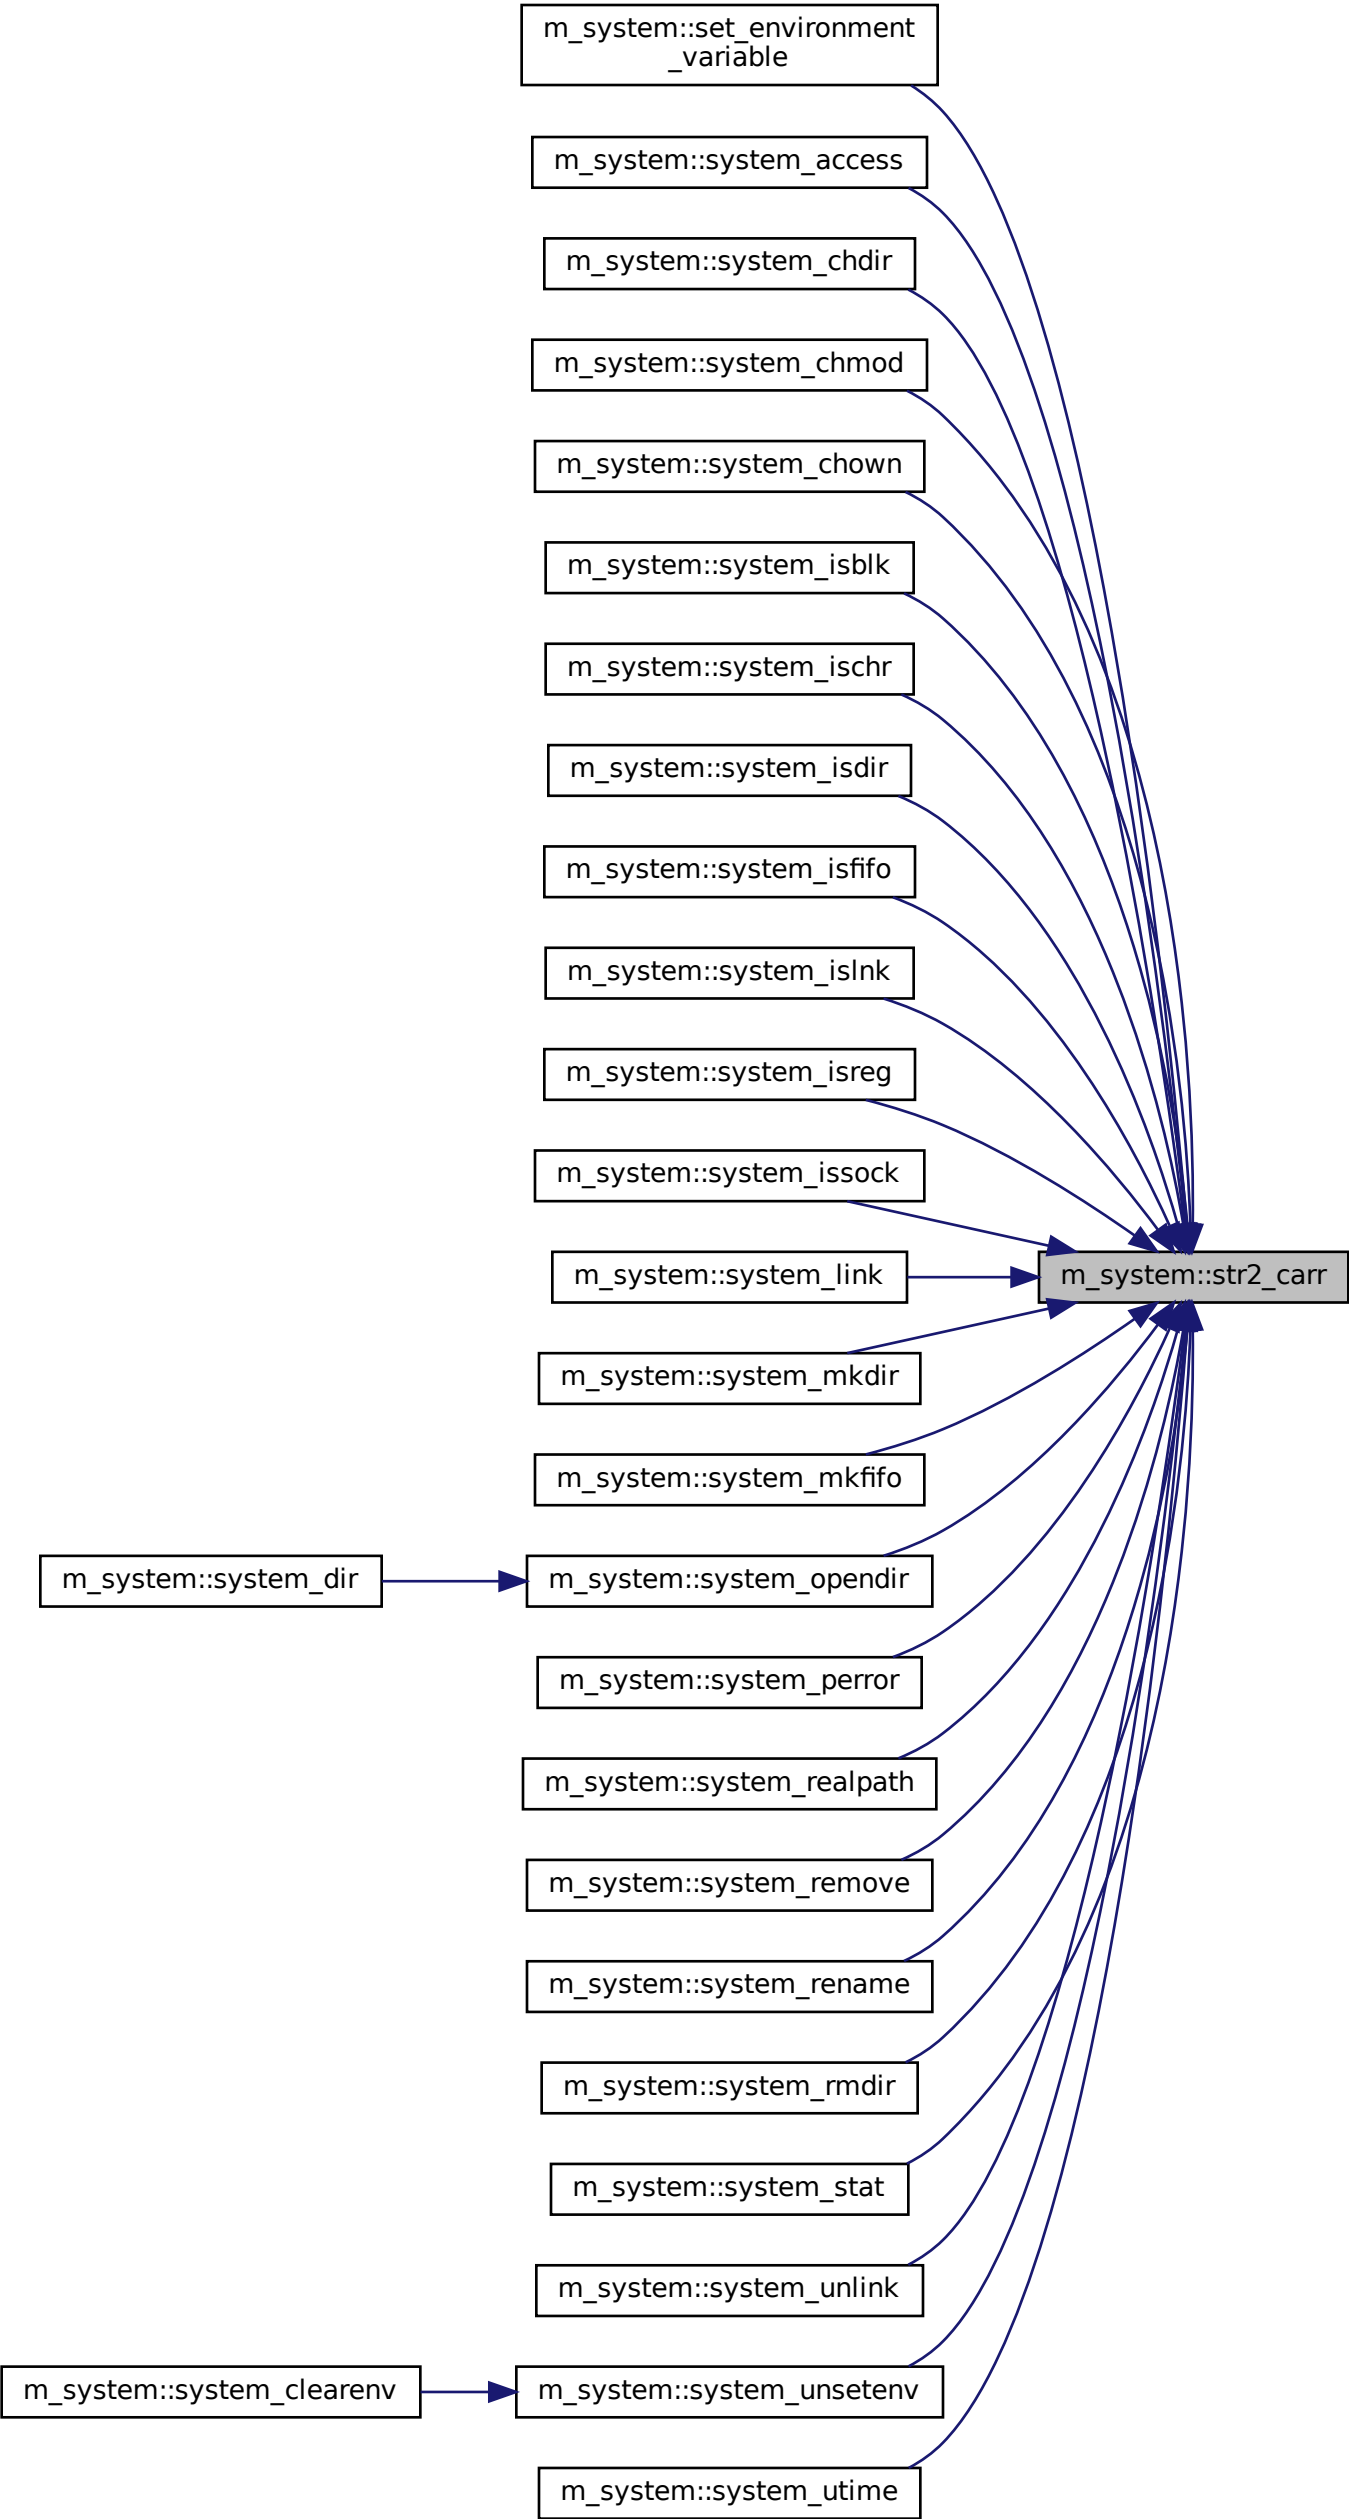 m_system::set_environment
_variable
m_system::system_access
m_system::system_chdir
m_system::system_chmod
m_system::system_chown
m_system::system_isblk
m_system::system_ischr
m_system::system_isdir
m_system::system_isfifo
m_system::system_islnk
m_system::system_isreg
m_system::system_issock
m_system::system_link
m_system::str2_carr
m_system::system_mkdir
m_system::system_mkfifo
m_system::system_dir
m_system::system_opendir
m_system::system_perror
m_system::system_realpath
m_system::system_remove
m_system::system_rename
m_system::system_rmdir
m_system::system_stat
m_system::system_unlink
m_system::system_clearenv
m_system::system_unsetenv
m_system::system_utime